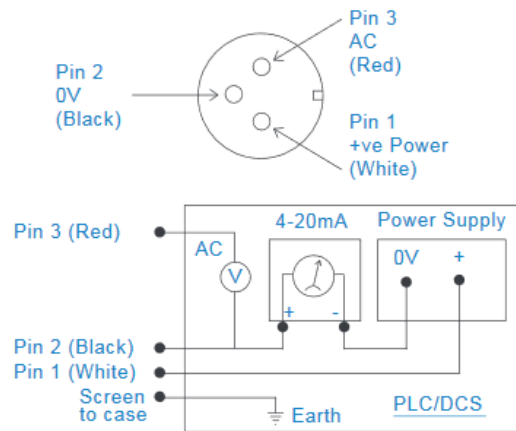 Pin 3
AC
(Red)
Pin 2
0V
(Black)
Pin 1
+ve Power
(White)
4-20mA
Power Supply
Pin 3 (Red)
AC
V
0V
+
+
-
Pin 2 (Black)
Pin 1 (White)
Screen
to case
Earth
PLC/DCS